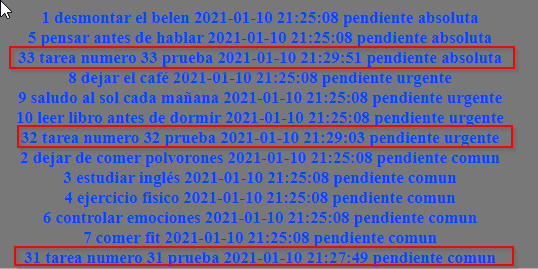 1 desmontar el belen 2021-01-10 21:25:08 pendiente absoluta
5 pensar antes de hablar 2021-01-10 21:25:08 pendiente absoluta
33 tarea numero 33 prueba 2021-01-10 21:29:51 pendiente absoluta
8 dejar el café 2021-01-10 21:25:08 pendiente urgente
9 saludo al sol cada mañana 2021-01-10 21:25:08 pendiente urgente
10 leer libro antes de dormir 2021-01-10 21:25:08 pendiente urgente
32 tarea numero 32 prueba 2021-01-10 21:29:03 pendiente urgente
2 dejar de comer polvorones 2021-01-10 21:25:08 pendiente comun
3 estudiar inglés 2021-01-10 21:25:08 pendiente comun
4 ejercicio fisico 2021-01-10 21:25:08 pendiente comun
6 controlar emociones 2021-01-10 21:25:08 pendiente comun
7 comer fit 2021-01-10 21:25:08 pendiente comun
31 tarea numero 31 prueba 2021-01-10 21:27:49 pendiente comun